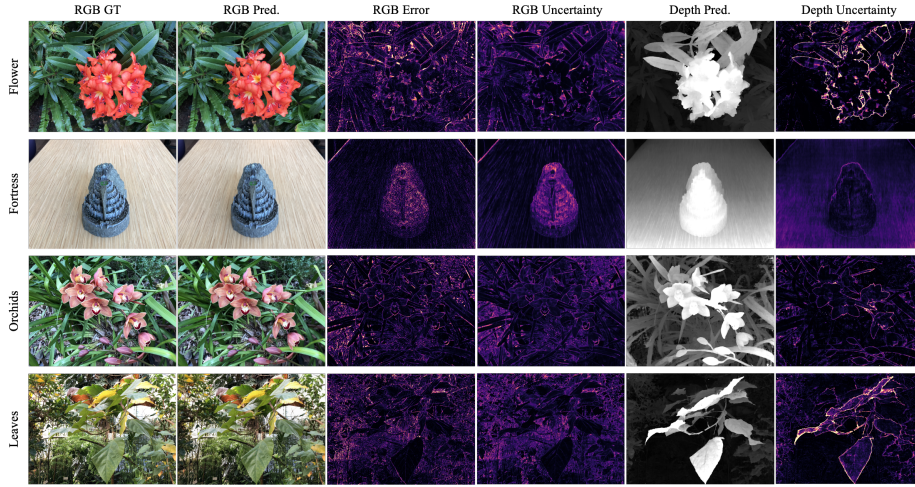 RGB GT RGB Pred. RGB Error RGB Uncertainty Depth Pred. Depth Uncertainty
Flower
Fortress
Orchids
Leaves